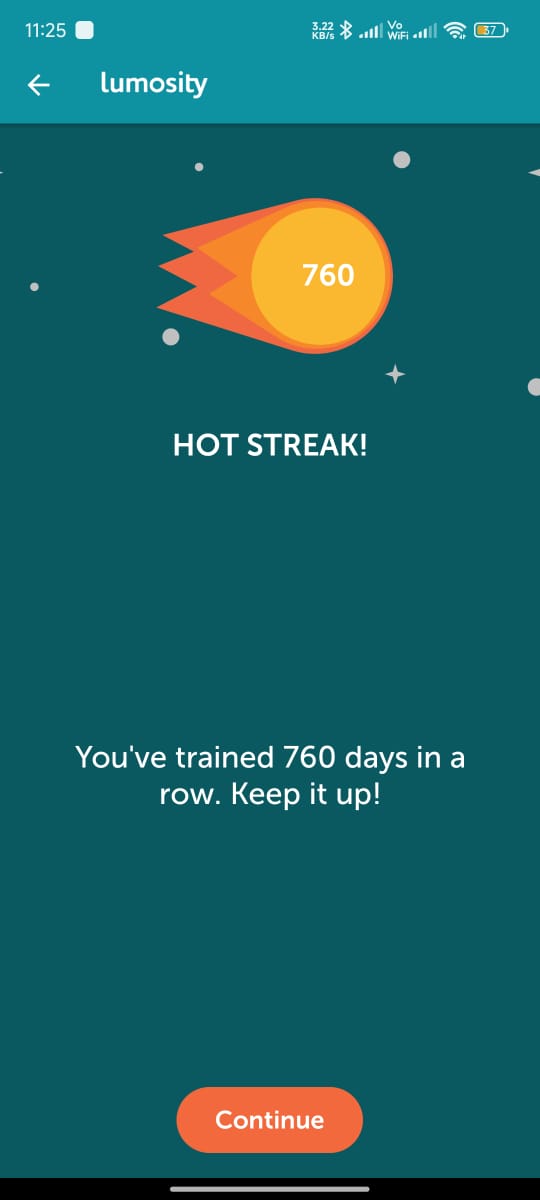 11:25
3.22
KB/s
Vo
WiFi
37
lumosity
760
HOT STREAK!
You've trained 760 days in a
row. Keep it up!
Continue